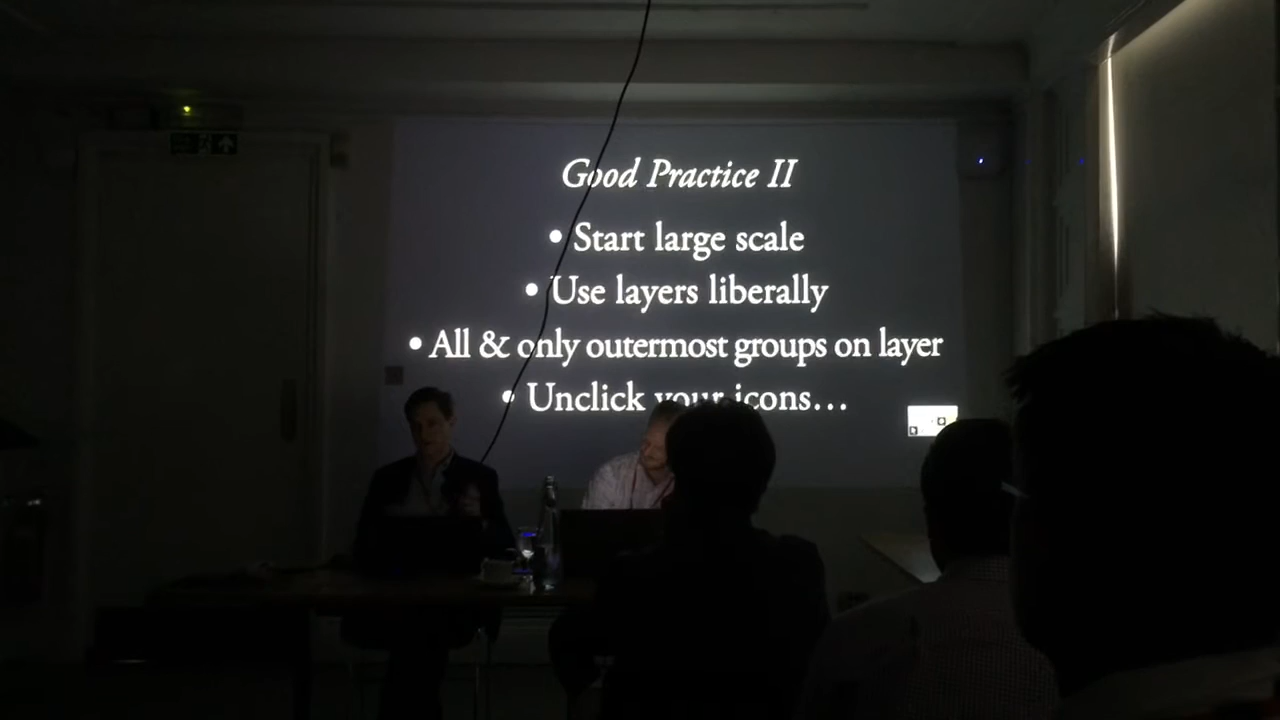 Good Practice II
• Start large scale
• Use layers liberally
• All & only outermost groups on layer
• Unclick your icons…